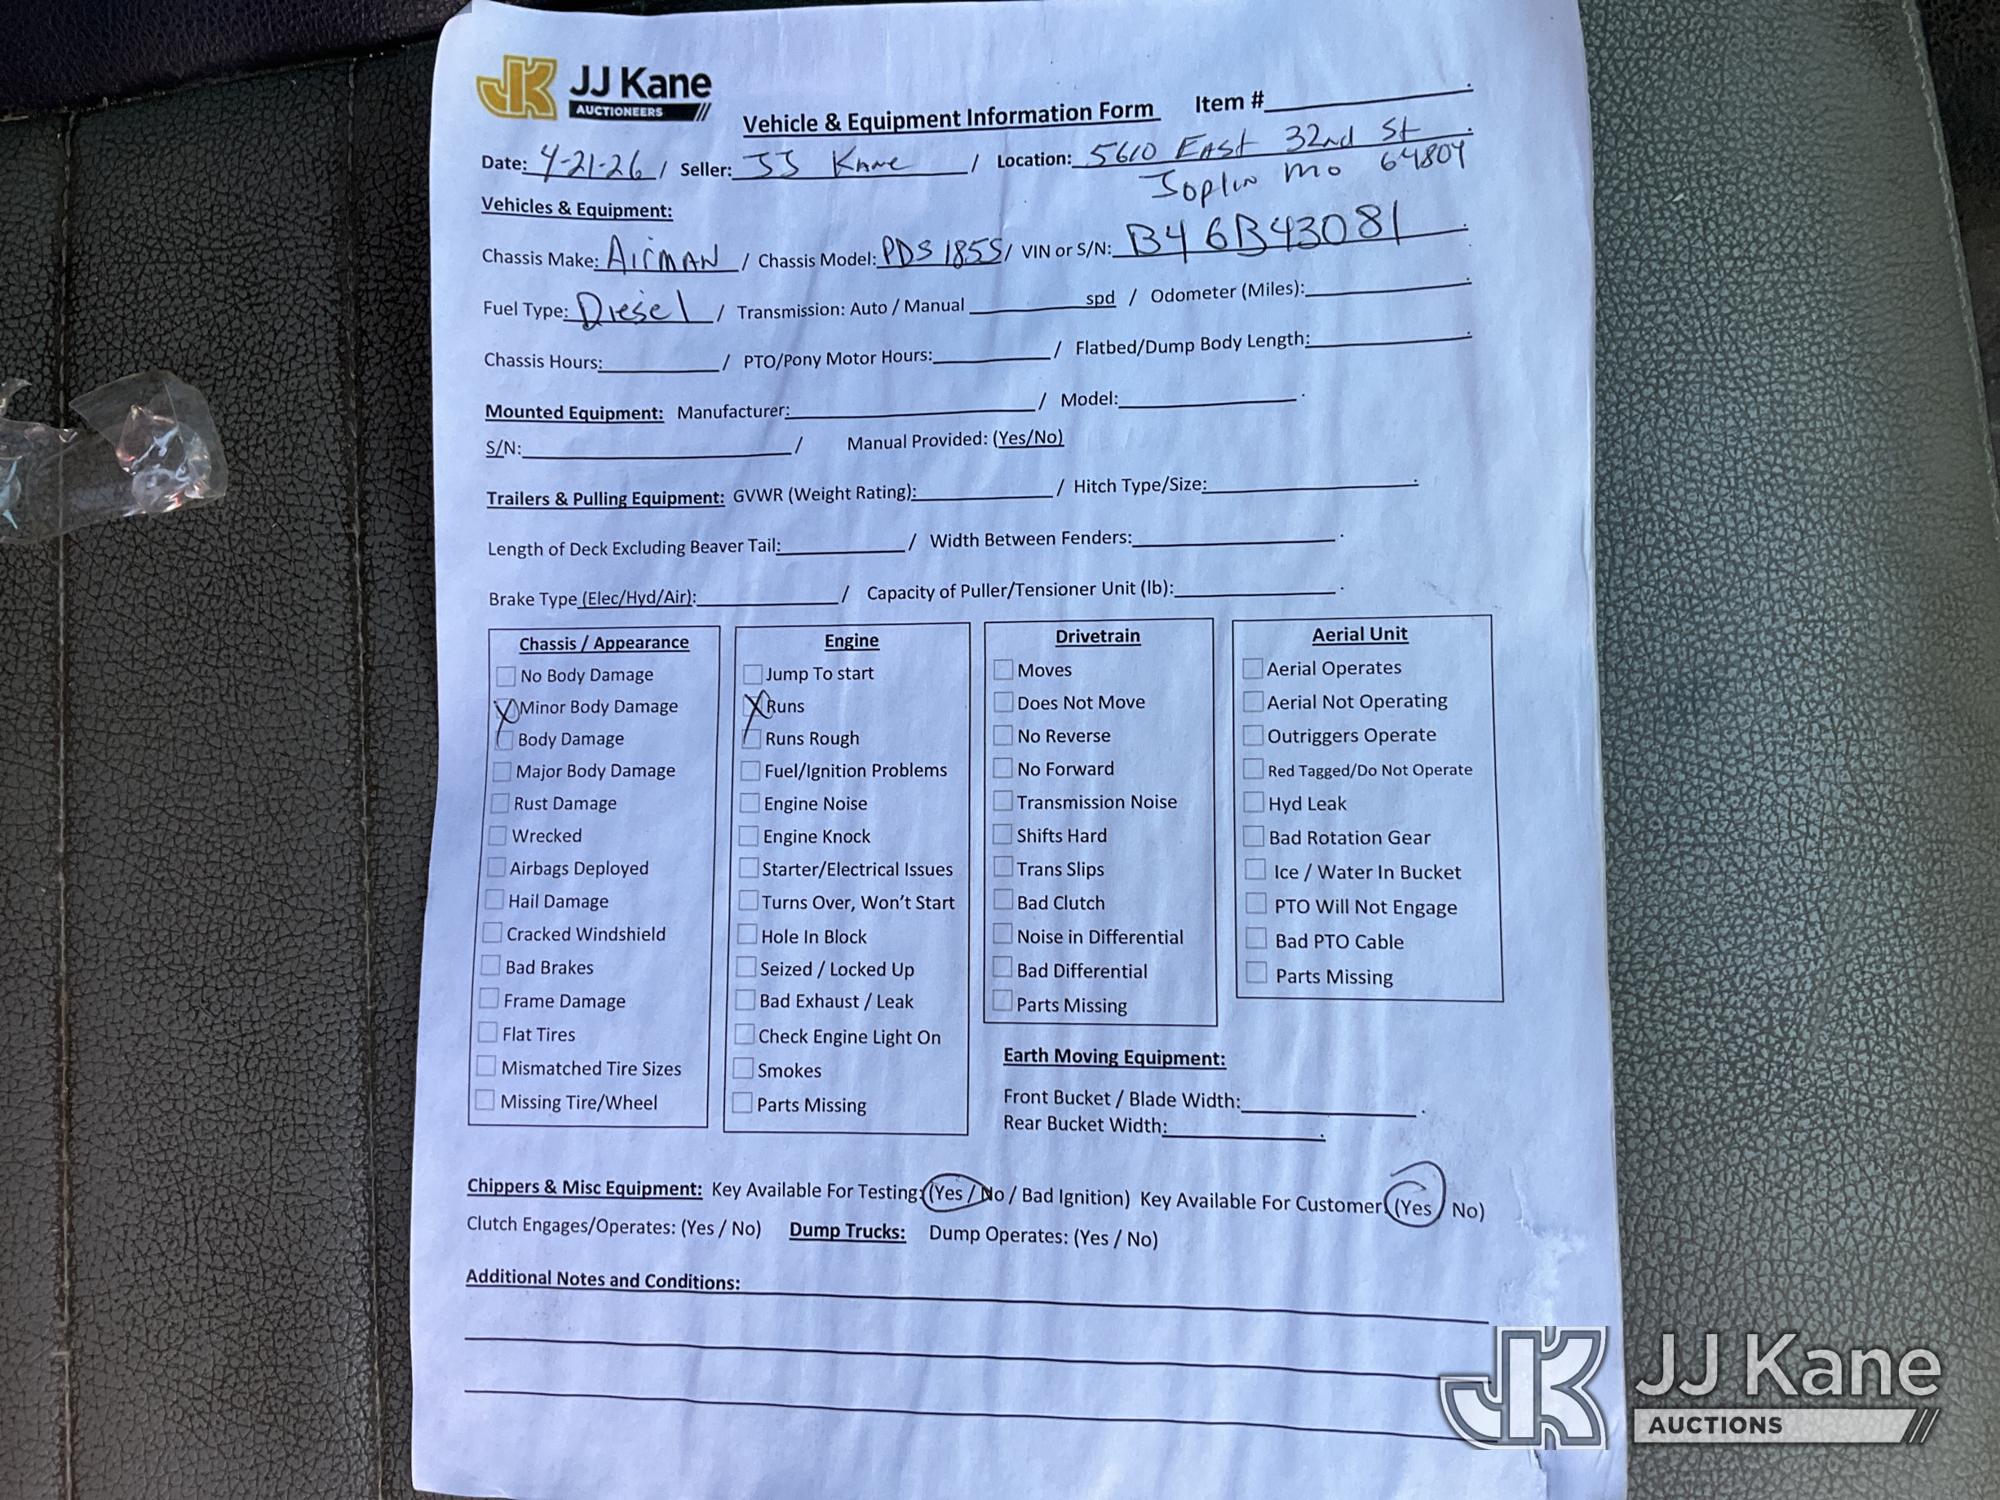 JJ Kane
AUCTIONEERS
Vehicle & Equipment Information Form Item #
Date: 4-21-26 / Seller: JJ Kane / Location: 5610 East 32nd St
Joplin Mo 64804
Vehicles & Equipment:
Chassis Make: Airman / Chassis Model: PDS 185S / VIN or S/N: B46B43081
Fuel Type: Diesel / Transmission: Auto / Manual spd / Odometer (Miles):
Chassis Hours: / PTO/Pony Motor Hours: / Flatbed/Dump Body Length:
Mounted Equipment: Manufacturer: / Model:
S/N: / Manual Provided: (Yes/No)
Trailers & Pulling Equipment: GVWR (Weight Rating): / Hitch Type/Size:
Length of Deck Excluding Beaver Tail: / Width Between Fenders:
Brake Type (Elec/Hyd/Air): / Capacity of Puller/Tensioner Unit (lb):
Chassis / Appearance
No Body Damage
X Minor Body Damage
Body Damage
Major Body Damage
Rust Damage
Wrecked
Airbags Deployed
Hail Damage
Cracked Windshield
Bad Brakes
Frame Damage
Flat Tires
Mismatched Tire Sizes
Missing Tire/Wheel
Engine
Jump To start
X Runs
Runs Rough
Fuel/Ignition Problems
Engine Noise
Engine Knock
Starter/Electrical Issues
Turns Over, Won't Start
Hole In Block
Seized / Locked Up
Bad Exhaust / Leak
Check Engine Light On
Smokes
Parts Missing
Drivetrain
Moves
Does Not Move
No Reverse
No Forward
Transmission Noise
Shifts Hard
Trans Slips
Bad Clutch
Noise in Differential
Bad Differential
Parts Missing
Aerial Unit
Aerial Operates
Aerial Not Operating
Outriggers Operate
Red Tagged/Do Not Operate
Hyd Leak
Bad Rotation Gear
Ice / Water In Bucket
PTO Will Not Engage
Bad PTO Cable
Parts Missing
Earth Moving Equipment:
Front Bucket / Blade Width:
Rear Bucket Width:
Chippers & Misc Equipment: Key Available For Testing: (Yes / No / Bad Ignition) Key Available For Customer (Yes / No)
Clutch Engages/Operates: (Yes / No) Dump Trucks: Dump Operates: (Yes / No)
Additional Notes and Conditions:
JJ Kane
AUCTIONS